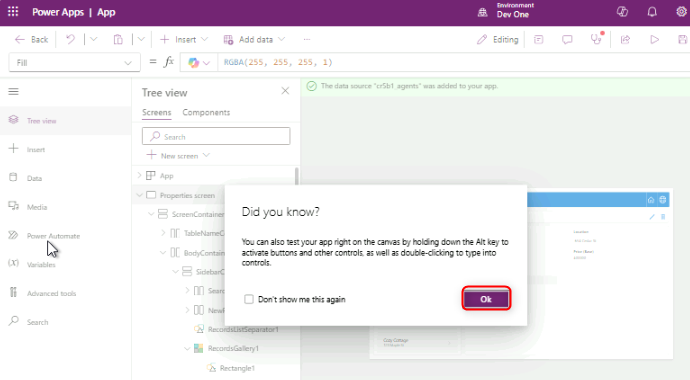 Power Apps | App
Environment
Dev One
Back
Insert
Add data
Editing
Fill
= fx
RGBA(255, 255, 255, 1)
The data source "cr5b1_agents" was added to your app.
Tree view
Insert
Data
Media
Power Automate
Variables
Advanced tools
Search
Tree view
Screens
Components
Search
New screen
App
Properties screen
ScreenContainer
TableNameC
BodyContain
SidebarC
Sear
NewR
RecordsListSeparator1
RecordsGallery1
Rectangle1
Did you know?
You can also test your app right on the canvas by holding down the Alt key to
activate buttons and other controls, as well as double-clicking to type into
controls.
Don't show me this again
Ok
Location
Cozy Cottage